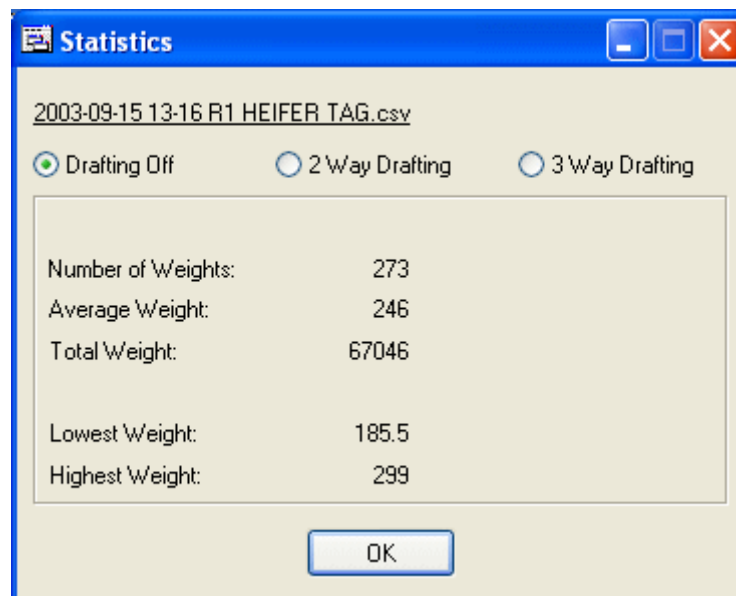 Statistics
2003-09-15 13-16 R1 HEIFER TAG.csv
Drafting Off 2 Way Drafting 3 Way Drafting
Number of Weights: 273
Average Weight: 246
Total Weight: 67046
Lowest Weight: 185.5
Highest Weight: 299
OK